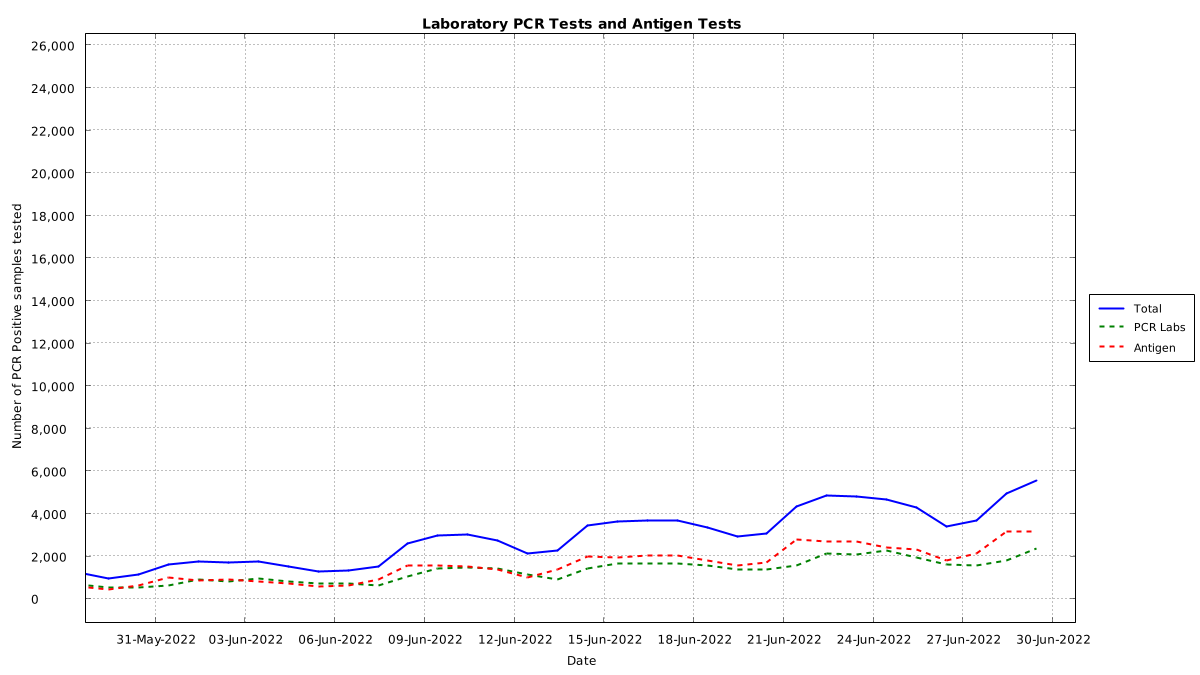 Laboratory PCR Tests and Antigen Tests
26,000
24,000
22,000
20,000
18,000
16,000
14,000
12,000
10,000
8,000
6,000
4,000
2,000
0
Number of PCR Positive samples tested
31-May-2022 03-Jun-2022 06-Jun-2022 09-Jun-2022 12-Jun-2022 15-Jun-2022 18-Jun-2022 21-Jun-2022 24-Jun-2022 27-Jun-2022 30-Jun-2022
Date
Total
PCR Labs
Antigen